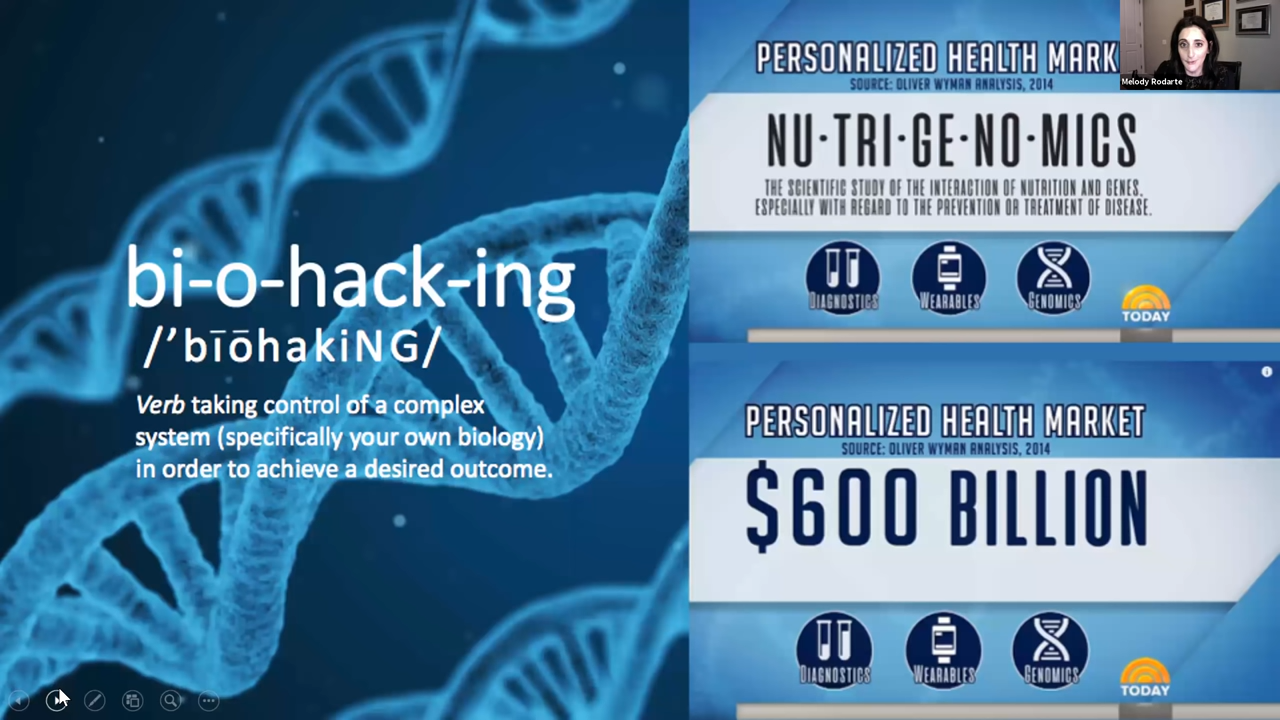 bi-o-hack-ing
/’bīōhakiNG/
Verb taking control of a complex
system (specifically your own biology)
in order to achieve a desired outcome.
PERSONALIZED HEALTH MARK
SOURCE: OLIVER WYMAN ANALYSIS, 2014
NU·TRI·GE·NO·MICS
THE SCIENTIFIC STUDY OF THE INTERACTION OF NUTRITION AND GENES,
ESPECIALLY WITH REGARD TO THE PREVENTION OR TREATMENT OF DISEASE.
DIAGNOSTICS WEARABLES GENOMICS
TODAY
Melody Rodarte
PERSONALIZED HEALTH MARKET
SOURCE: OLIVER WYMAN ANALYSIS, 2014
$600 BILLION
DIAGNOSTICS WEARABLES GENOMICS
TODAY